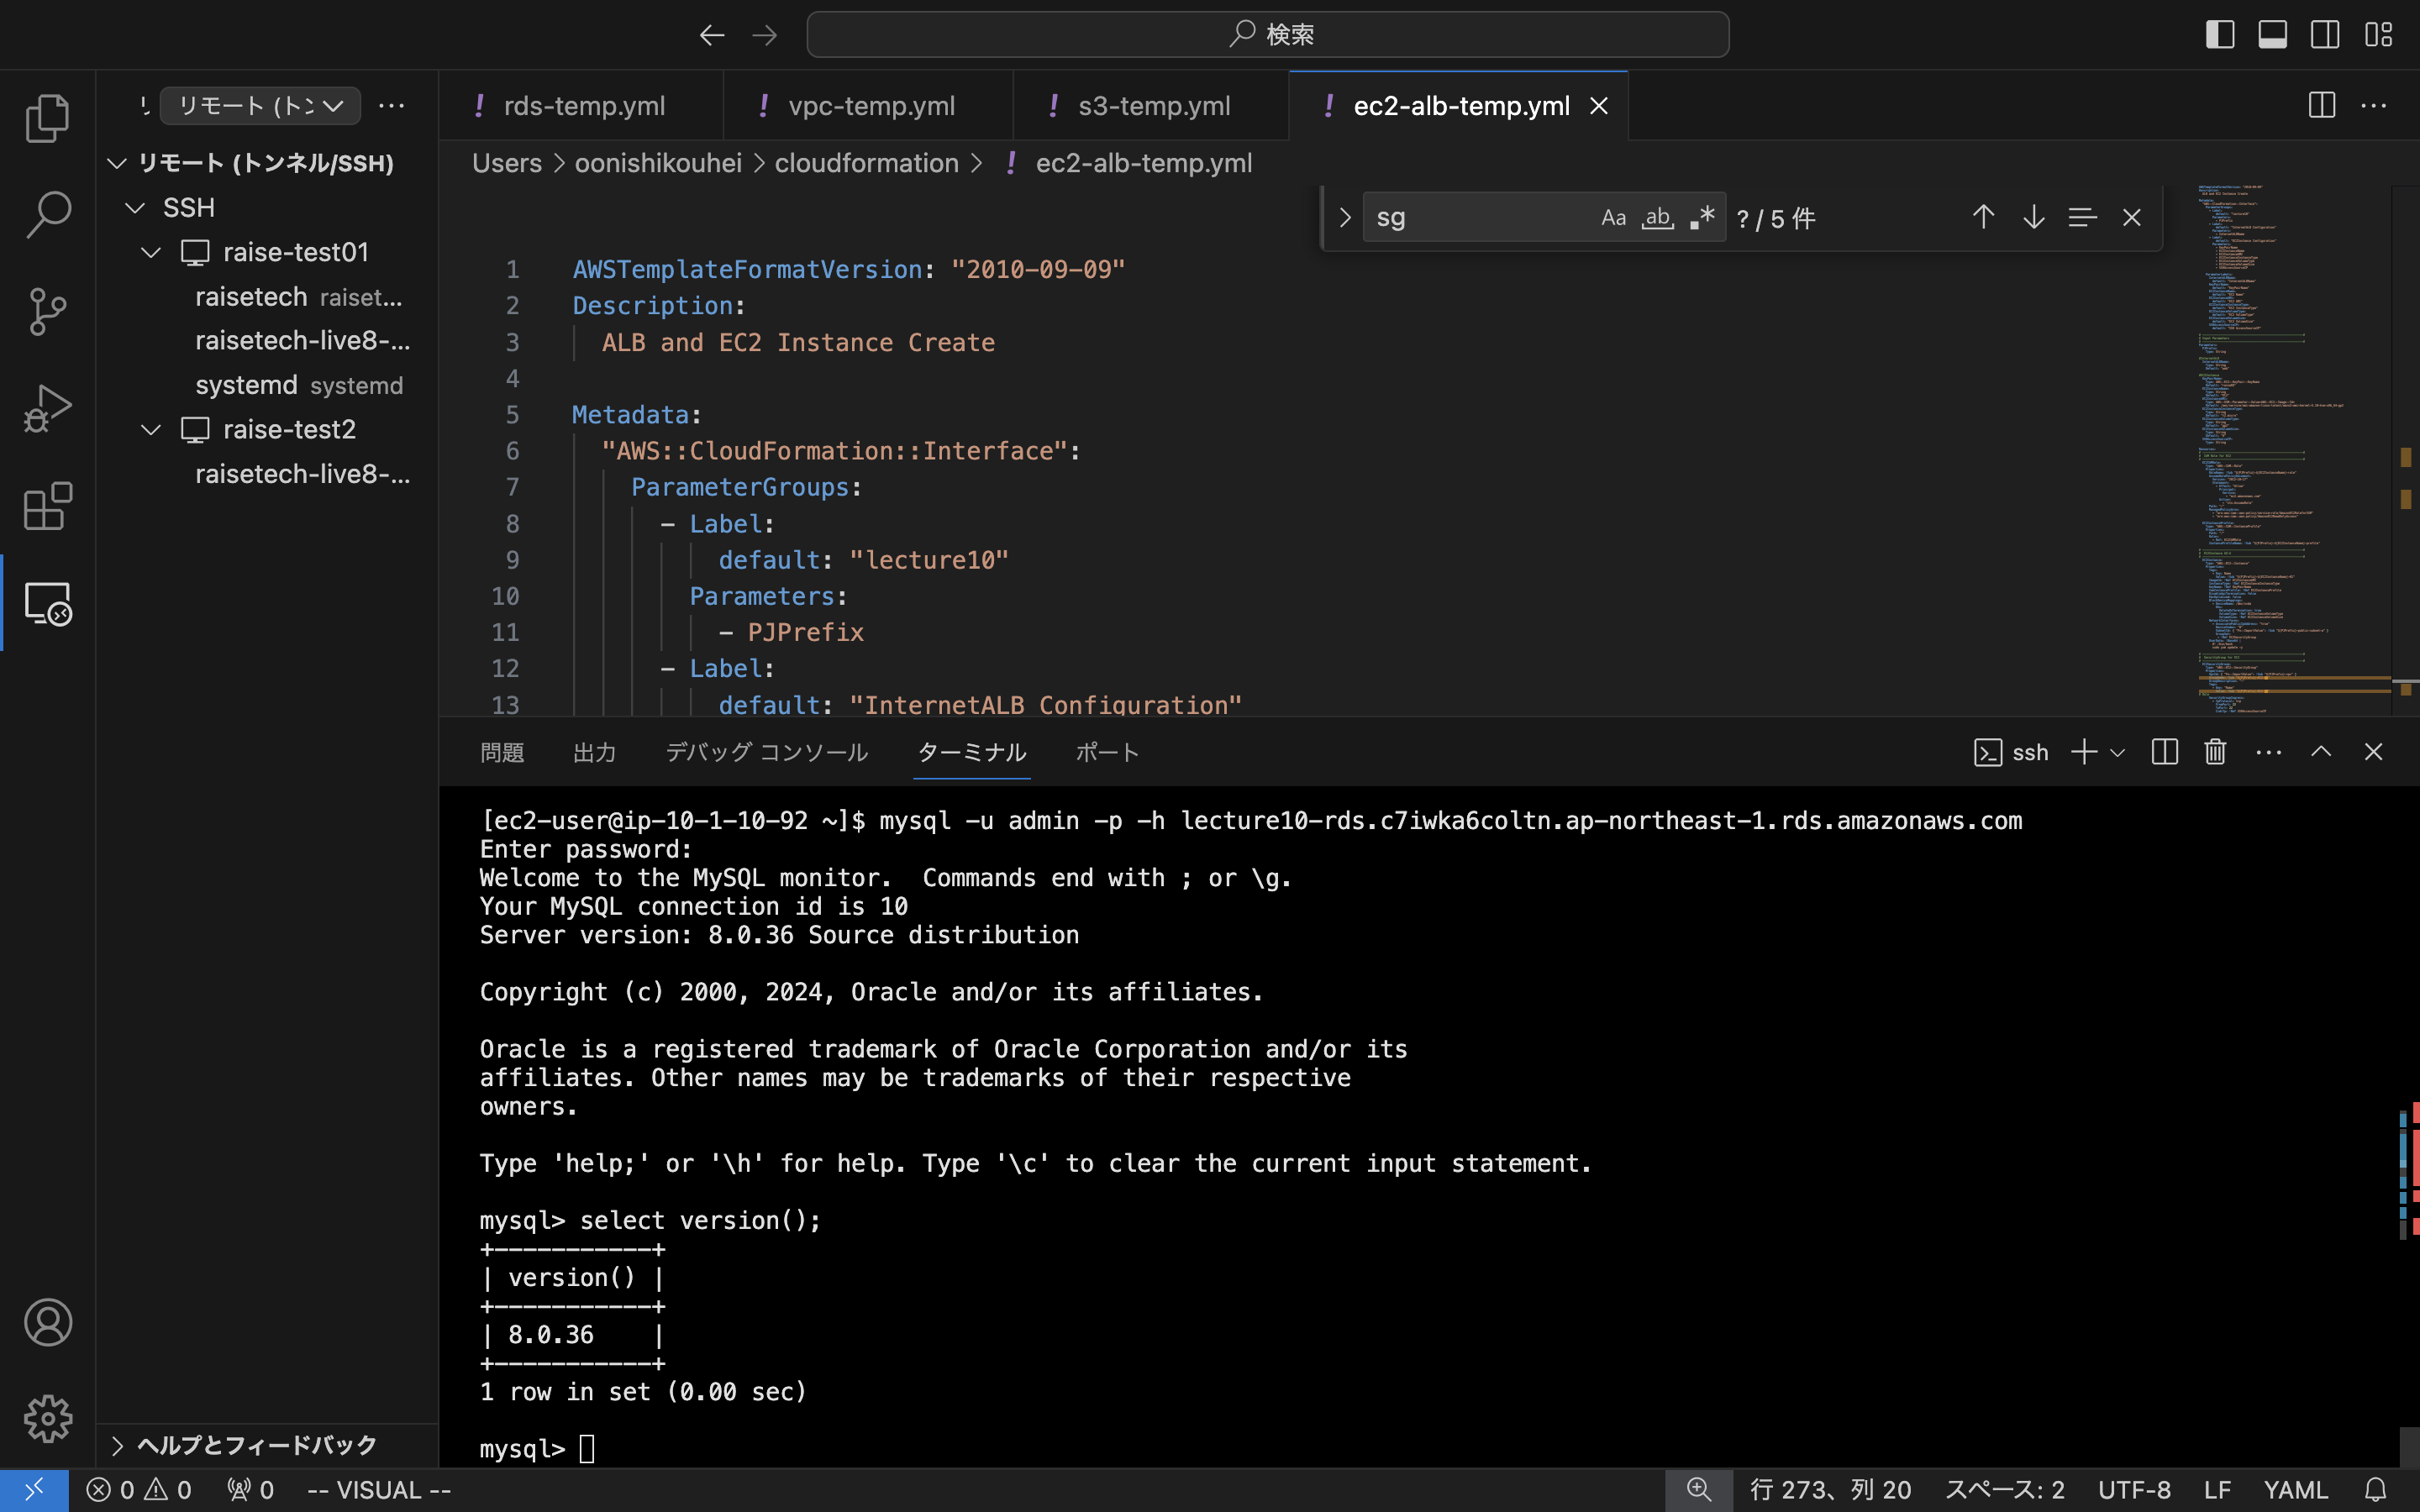 検索
リモート (トン
rds-temp.yml
vpc-temp.yml
s3-temp.yml
ec2-alb-temp.yml
リモート (トンネル/SSH)
SSH
raise-test01
raisetech raiset...
raisetech-live8-...
systemd systemd
raise-test2
raisetech-live8-...
Users > oonishikouhei > cloudformation > ! ec2-alb-temp.yml
sg
Aa ab .* ? / 5 件
1 AWSTemplateFormatVersion: "2010-09-09"
2 Description:
3 ALB and EC2 Instance Create
4
5 Metadata:
6 "AWS::CloudFormation::Interface":
7 ParameterGroups:
8 - Label:
9 default: "lecture10"
10 Parameters:
11 - PJPrefix
12 - Label:
13 default: "InternetALB Configuration"
問題 出力 デバッグ コンソール ターミナル ポート
ssh
[ec2-user@ip-10-1-10-92 ~]$ mysql -u admin -p -h lecture10-rds.c7iwka6coltn.ap-northeast-1.rds.amazonaws.com
Enter password:
Welcome to the MySQL monitor.  Commands end with ; or \g.
Your MySQL connection id is 10
Server version: 8.0.36 Source distribution
Copyright (c) 2000, 2024, Oracle and/or its affiliates.
Oracle is a registered trademark of Oracle Corporation and/or its
affiliates. Other names may be trademarks of their respective
owners.
Type 'help;' or '\h' for help. Type '\c' to clear the current input statement.
mysql> select version();
+-----------+
| version() |
+-----------+
| 8.0.36    |
+-----------+
1 row in set (0.00 sec)
mysql>
ヘルプとフィードバック
0 0 0 -- VISUAL -- 行 273、列 20 スペース: 2 UTF-8 LF YAML